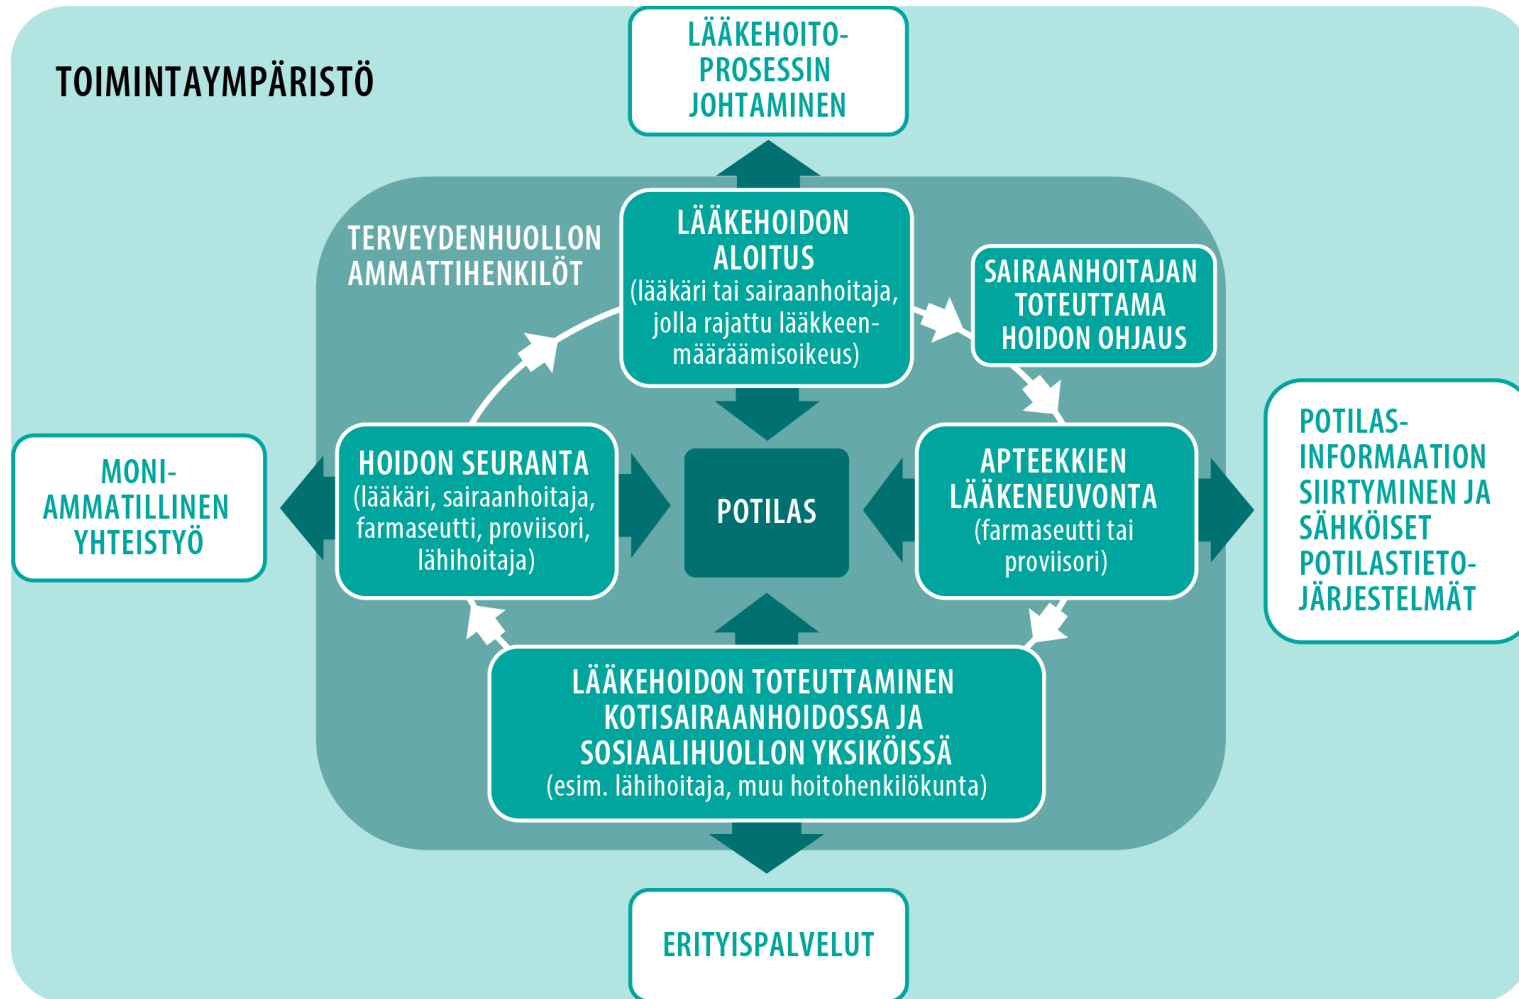 TOIMINTAYMPÄRISTÖ
LÄÄKEHOITO-
PROSESSIN
JOHTAMINEN
TERVEYDENHUOLLON
AMMATTIHENKILÖT
LÄÄKEHOIDON
ALOITUS
(lääkäri tai sairaanhoitaja,
jolla rajattu lääkkeen-
määräämisoikeus)
SAIRAANHOITAJAN
TOTEUTTAMA
HOIDON OHJAUS
MONI-
AMMATILLINEN
YHTEISTYÖ
HOIDON SEURANTA
(lääkäri, sairaanhoitaja,
farmaseutti, proviisori,
lähihoitaja)
POTILAS
APTEEKKIEN
LÄÄKENEUVONTA
(farmaseutti tai
proviisori)
POTILAS-
INFORMAATION
SIIRTYMINEN JA
SÄHKÖISET
POTILASTIETO-
JÄRJESTELMÄT
LÄÄKEHOIDON TOTEUTTAMINEN
KOTISAIRAANHOIDOSSA JA
SOSIAALIHUOLLON YKSIKÖISSÄ
(esim. lähihoitaja, muu hoitohenkilökunta)
ERITYISPALVELUT